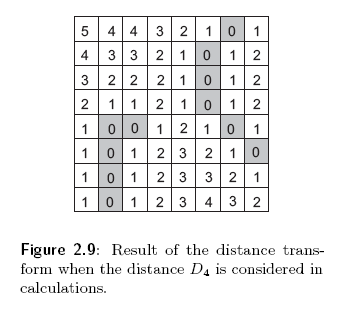 5 4 4 3 2 1 0 1
4 3 3 2 1 0 1 2
3 2 2 2 1 0 1 2
2 1 1 2 1 0 1 2
1 0 0 1 2 1 0 1
1 0 1 2 3 2 1 0
1 0 1 2 3 3 2 1
1 0 1 2 3 4 3 2
Figure 2.9: Result of the distance trans-
form when the distance D₄ is considered in
calculations.